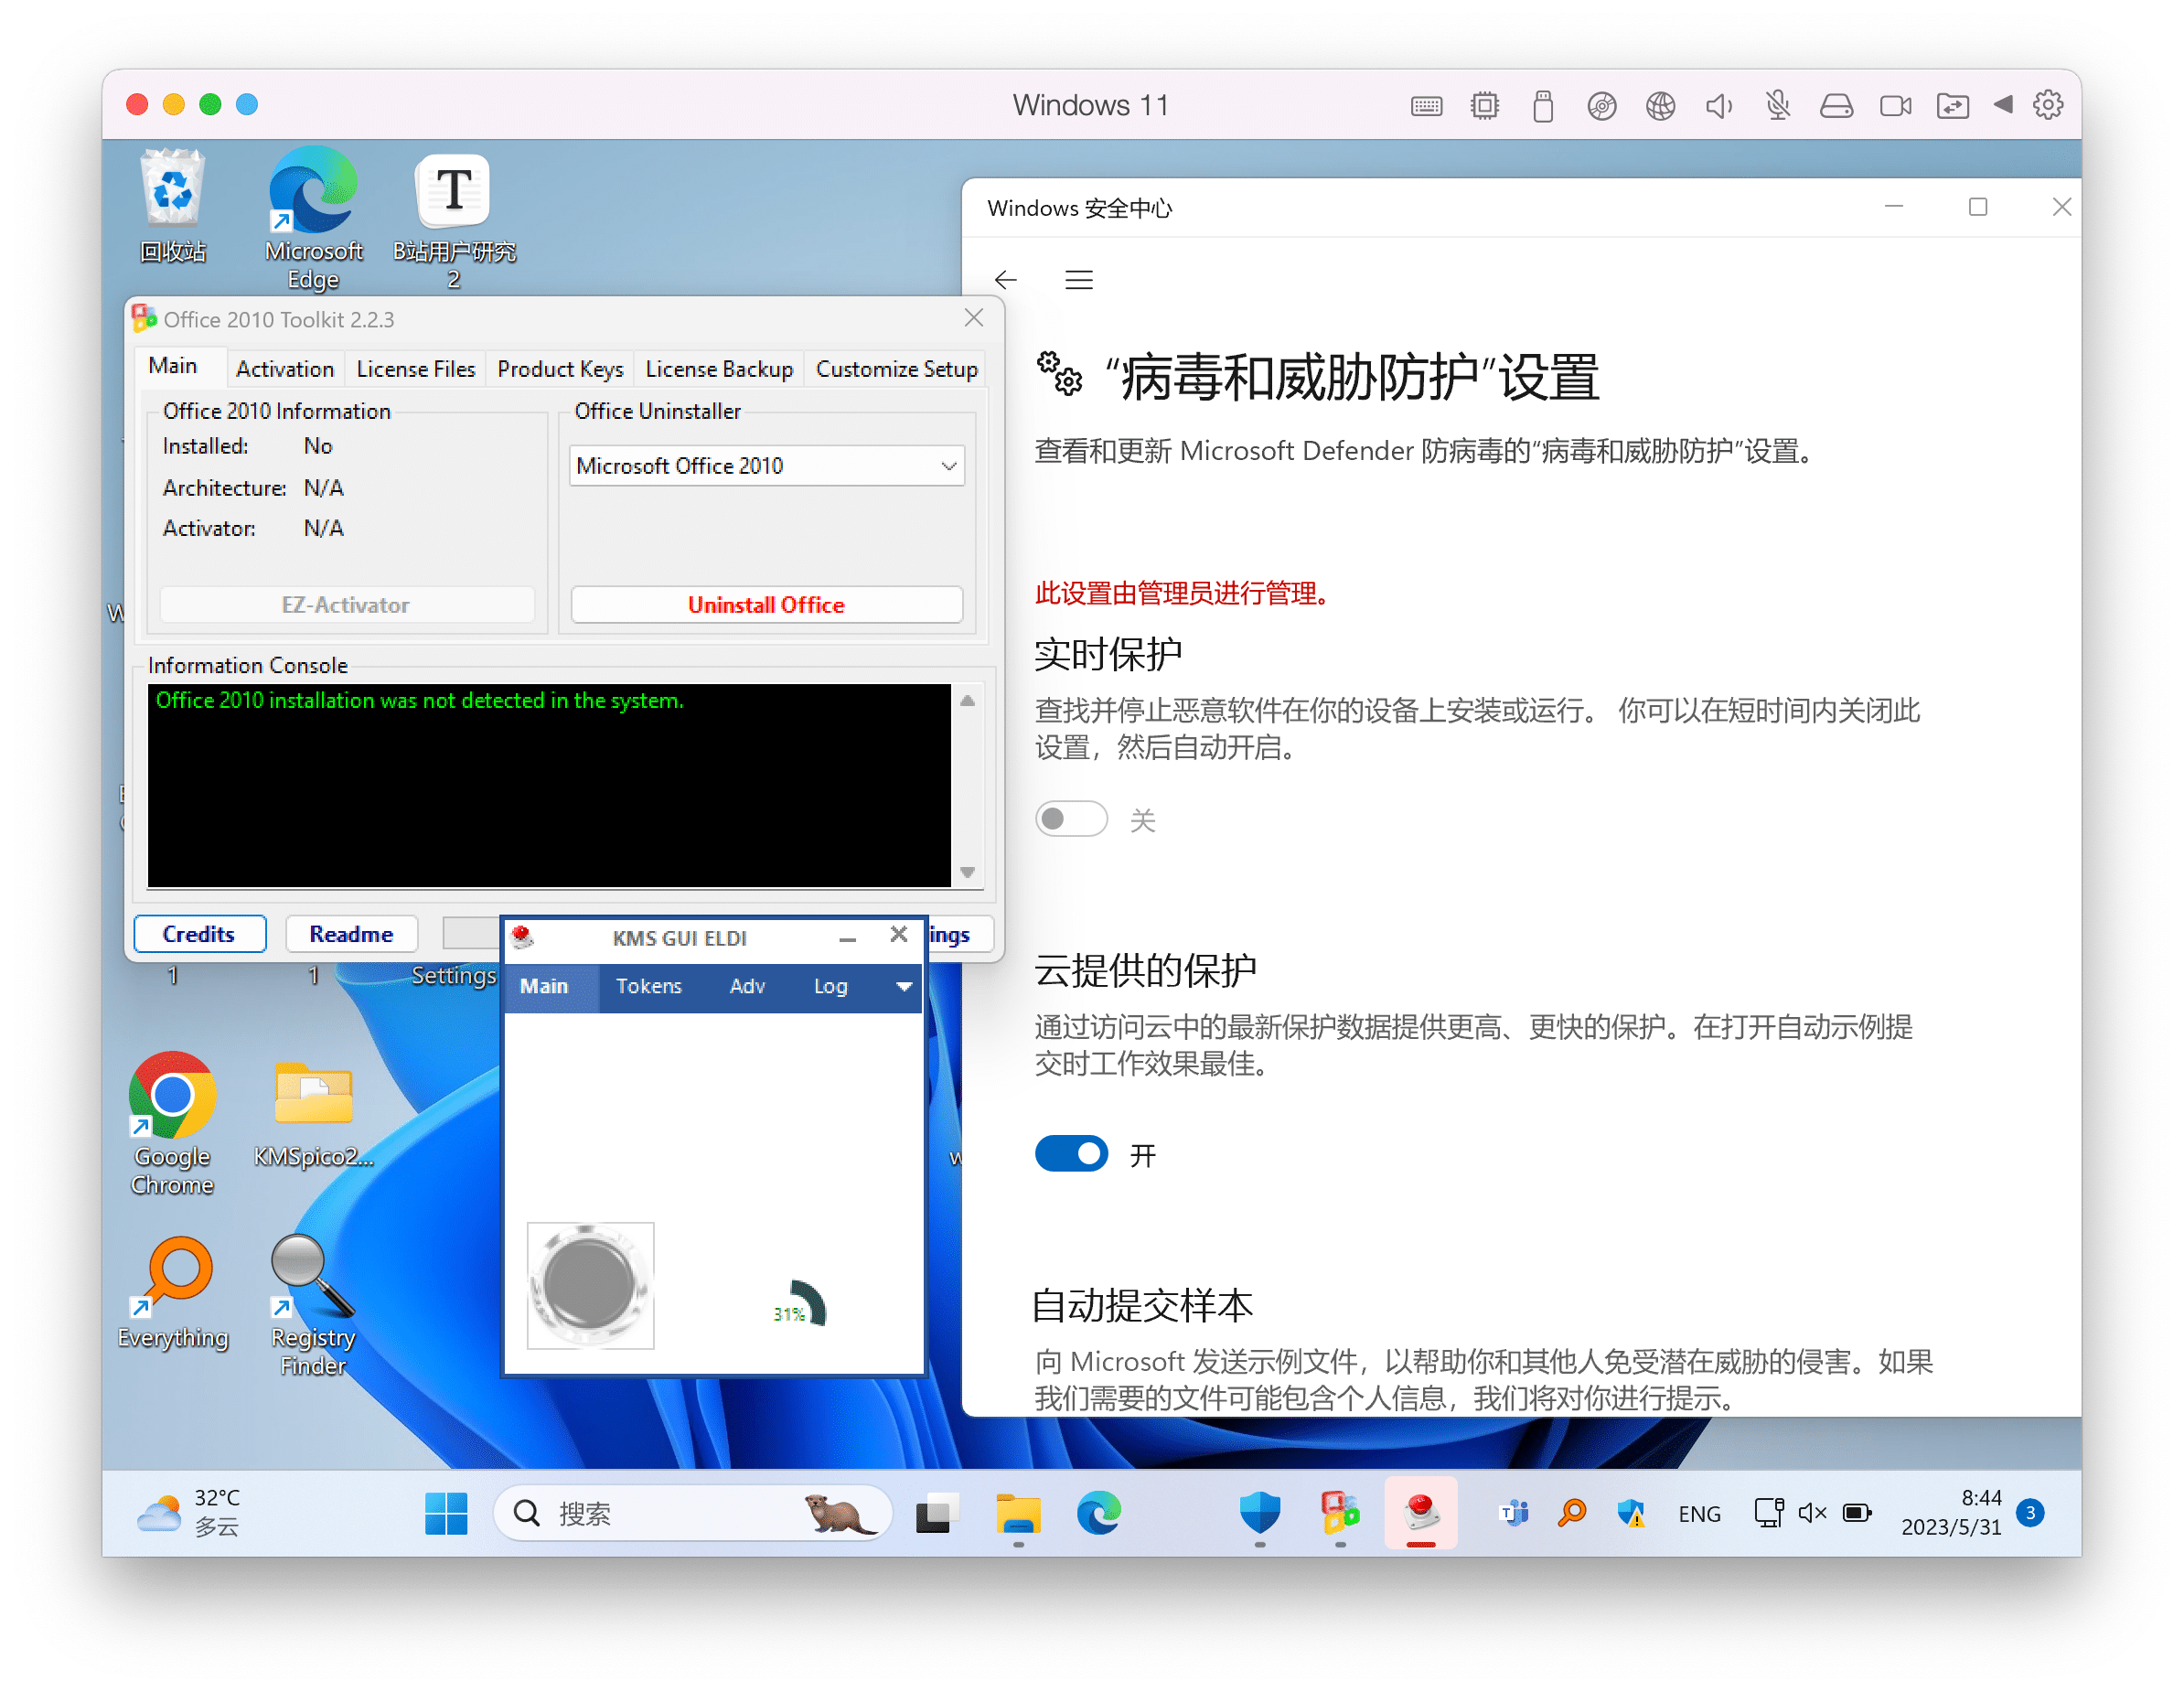 Windows 11
回收站
Microsoft
Edge
B站用户研究
2
Office 2010 Toolkit 2.2.3
Main
Activation
License Files
Product Keys
License Backup
Customize Setup
Office 2010 Information
Installed: No
Architecture: N/A
Activator: N/A
EZ-Activator
Office Uninstaller
Microsoft Office 2010
Uninstall Office
Information Console
Office 2010 installation was not detected in the system.
Credits
Readme
ings
1
1
Settings
KMS GUI ELDI
Main
Tokens
Adv
Log
31%
Google
Chrome
KMSpico2...
Everything
Registry
Finder
Windows 安全中心
“病毒和威胁防护”设置
查看和更新 Microsoft Defender 防病毒的“病毒和威胁防护”设置。
此设置由管理员进行管理。
实时保护
查找并停止恶意软件在你的设备上安装或运行。 你可以在短时间内关闭此
设置，然后自动开启。
关
云提供的保护
通过访问云中的最新保护数据提供更高、更快的保护。在打开自动示例提
交时工作效果最佳。
开
自动提交样本
向 Microsoft 发送示例文件，以帮助你和其他人免受潜在威胁的侵害。如果
我们需要的文件可能包含个人信息，我们将对你进行提示。
32°C
多云
搜索
ENG
8:44
2023/5/31
3